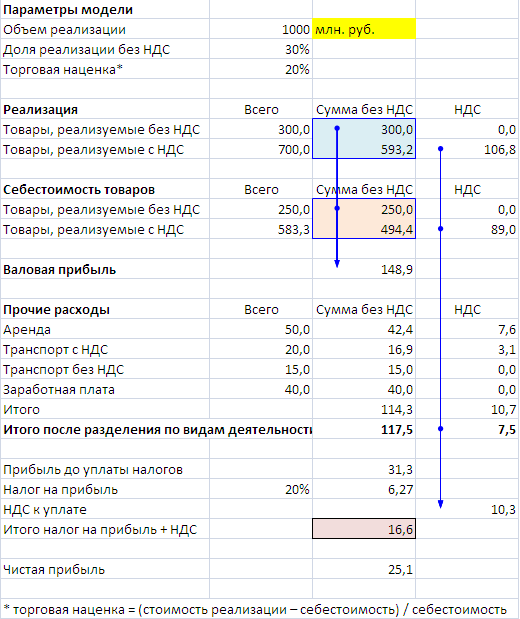 Параметры модели
Объем реализации 1000 млн. руб.
Доля реализации без НДС 30%
Торговая наценка* 20%
Реализация Всего Сумма без НДС НДС
Товары, реализуемые без НДС 300,0 300,0 0,0
Товары, реализуемые с НДС 700,0 593,2 106,8
Себестоимость товаров Всего Сумма без НДС НДС
Товары, реализуемые без НДС 250,0 250,0 0,0
Товары, реализуемые с НДС 583,3 494,4 89,0
Валовая прибыль 148,9
Прочие расходы Всего Сумма без НДС НДС
Аренда 50,0 42,4 7,6
Транспорт с НДС 20,0 16,9 3,1
Транспорт без НДС 15,0 15,0 0,0
Заработная плата 40,0 40,0 0,0
Итого 114,3 10,7
Итого после разделения по видам деятельности 117,5 7,5
Прибыль до уплаты налогов 31,3
Налог на прибыль 20% 6,27
НДС к уплате 10,3
Итого налог на прибыль + НДС 16,6
Чистая прибыль 25,1
* торговая наценка = (стоимость реализации – себестоимость) / себестоимость